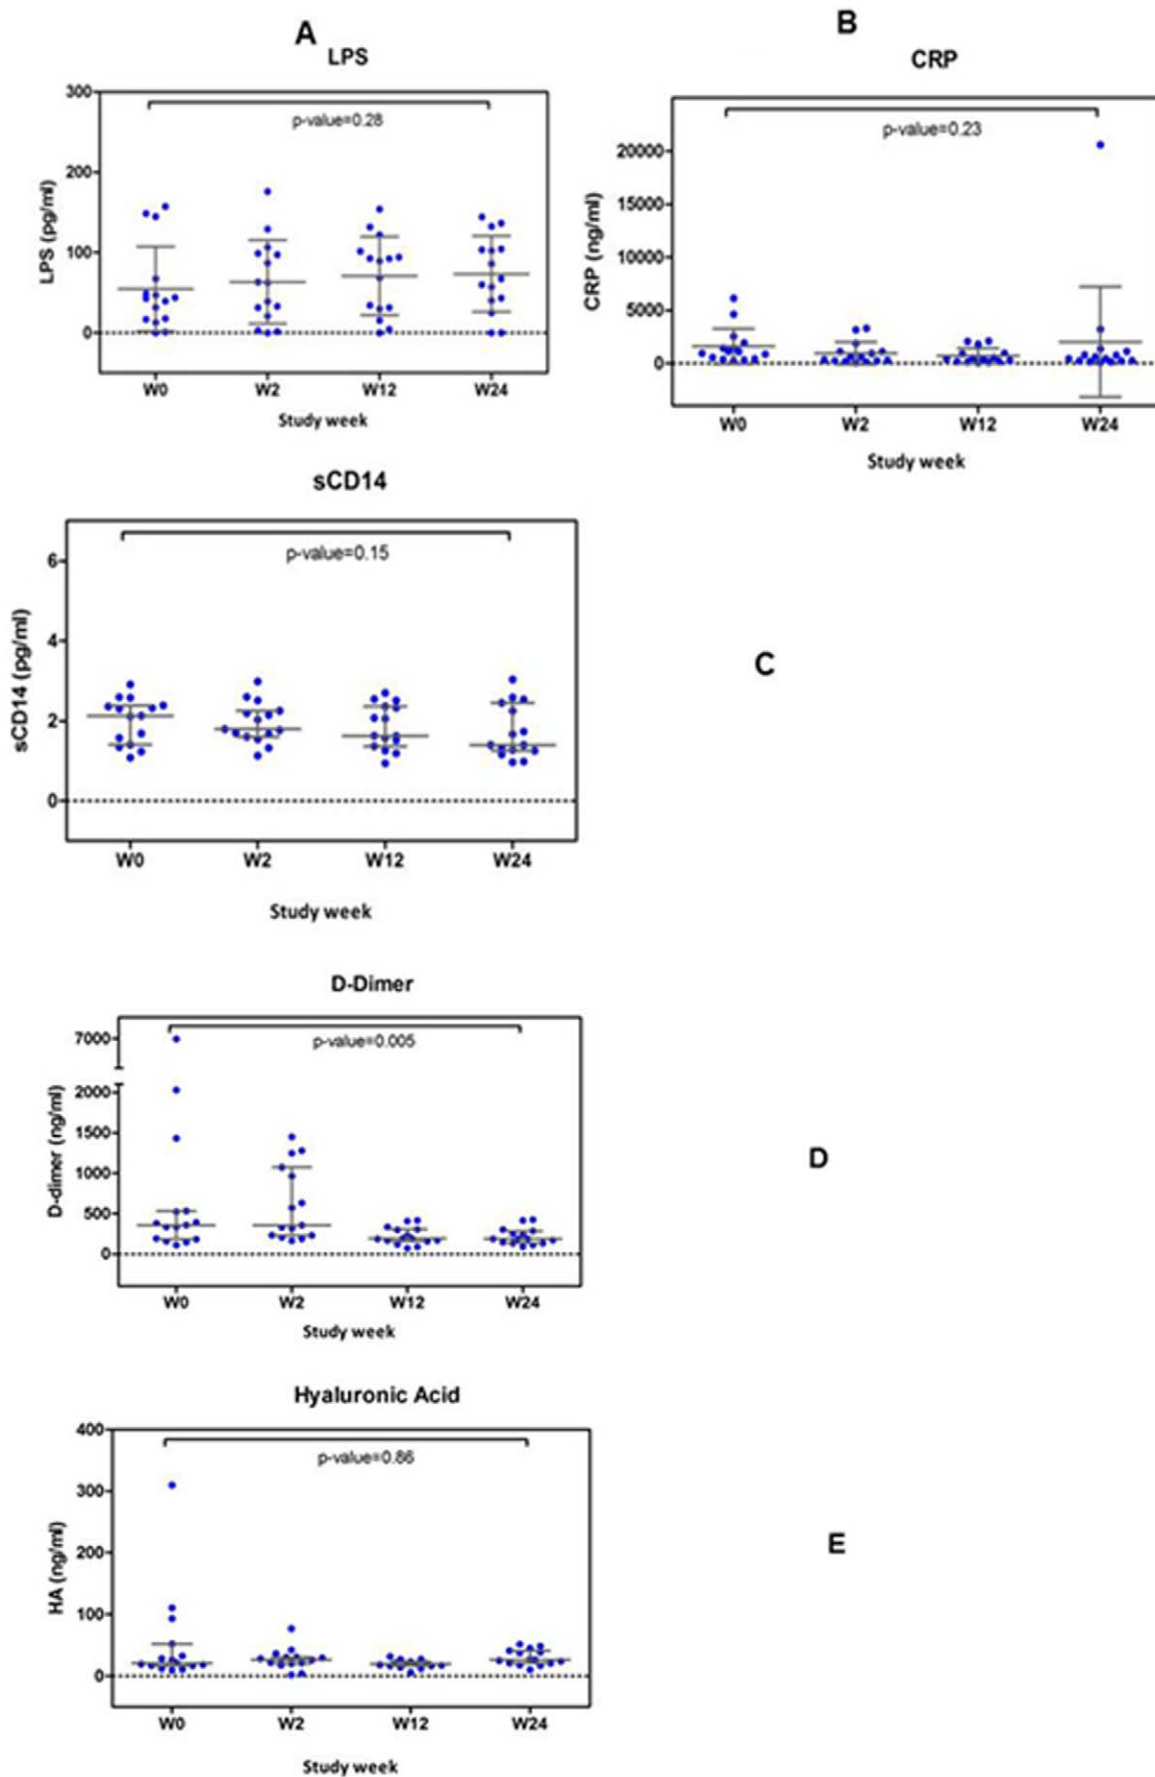 A
LPS
300
200
100
0
LPS (pg/ml)
p-value=0.28
W0 W2 W12 W24
Study week
B
CRP
20000
15000
10000
5000
0
CRP (ng/ml)
p-value=0.23
W0 W2 W12 W24
Study week
sCD14
6
4
2
0
sCD14 (pg/ml)
p-value=0.15
W0 W2 W12 W24
Study week
C
D-Dimer
7000
2000
1500
1000
500
0
D-dimer (ng/ml)
p-value=0.005
W0 W2 W12 W24
Study week
D
Hyaluronic Acid
400
300
200
100
0
HA (ng/ml)
p-value=0.86
W0 W2 W12 W24
Study week
E